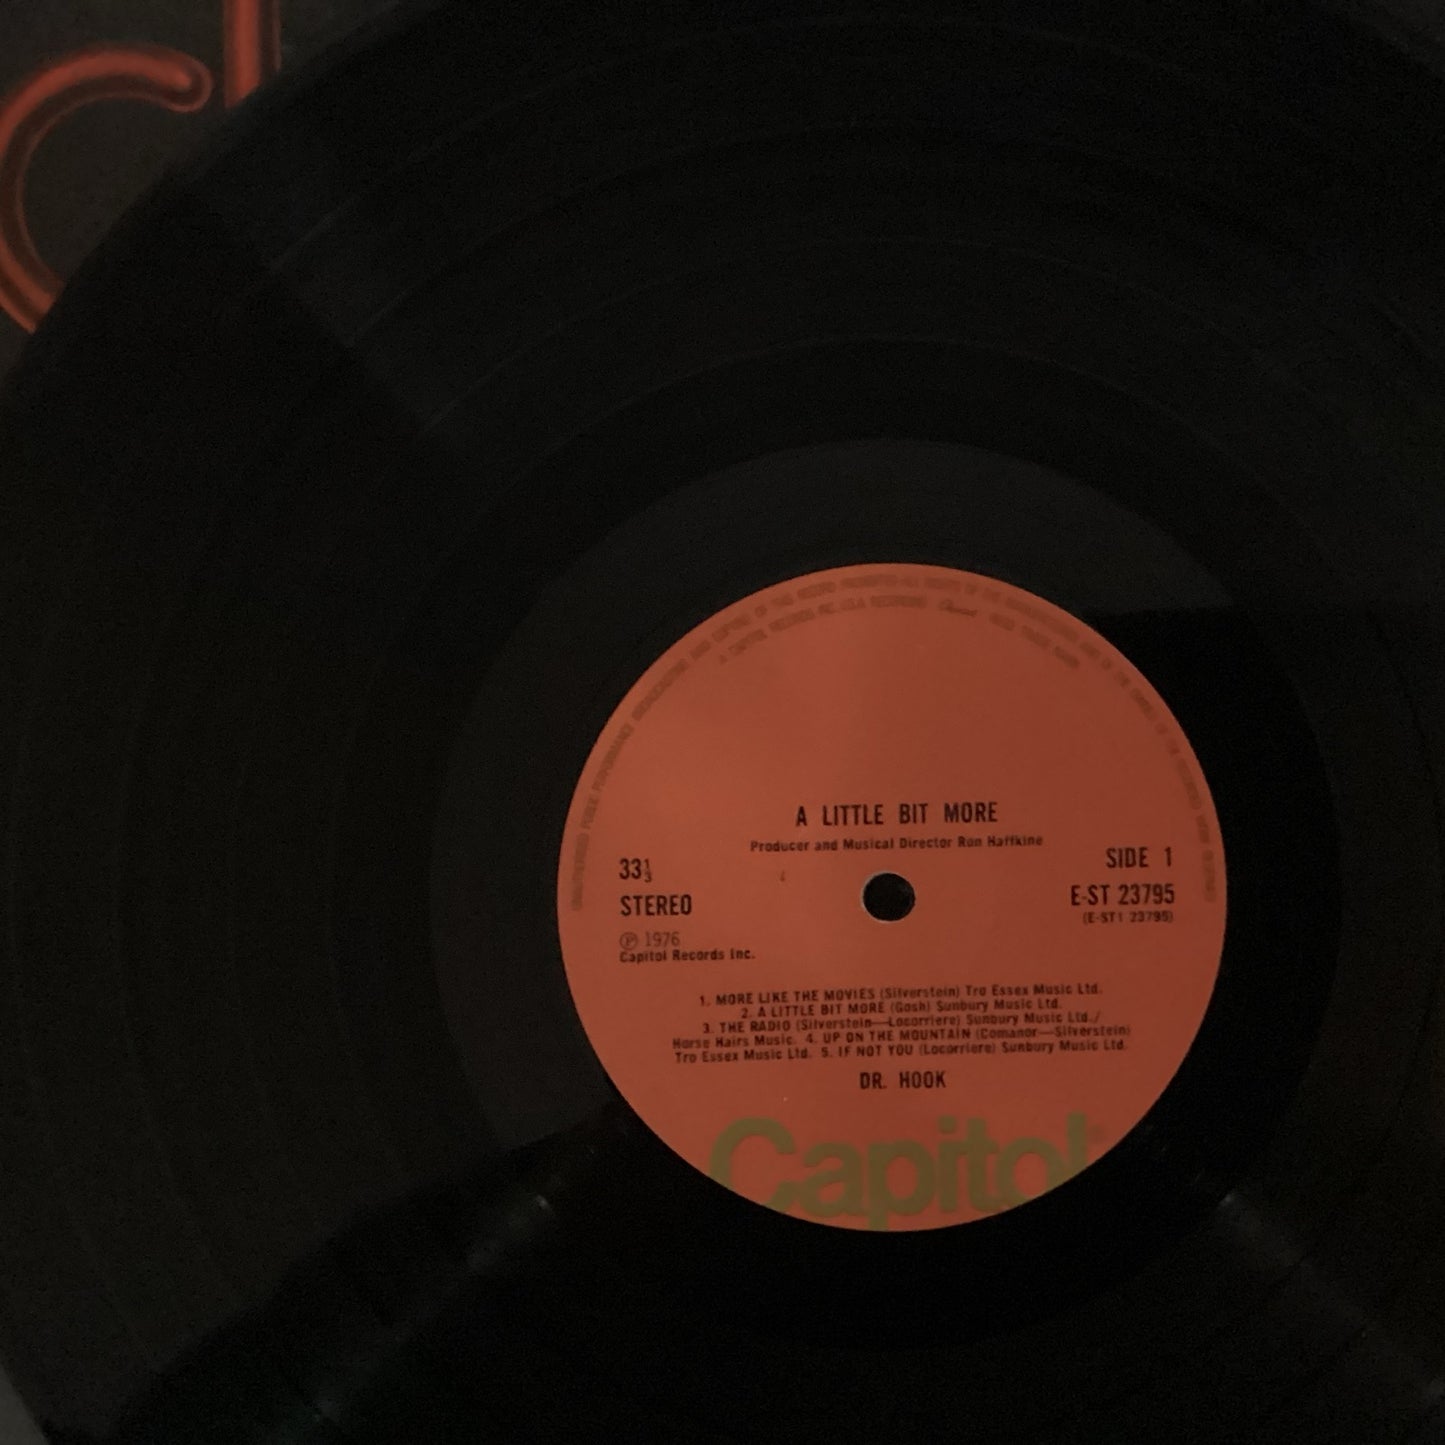 A LITTLE BIT MORE
Producer and Musical Director Ron Haffkine
33⅓
SIDE 1
STEREO
E-ST 23795
(E-ST1 23795)
℗ 1976
Capitol Records Inc.
1. MORE LIKE THE MOVIES (Silverstein) Tro Essex Music Ltd.
2. A LITTLE BIT MORE (Gosh) Sunbury Music Ltd.
3. THE RADIO (Silverstein—Locorriere) Sunbury Music Ltd./
Horse Hairs Music. 4. UP ON THE MOUNTAIN (Comanor—Silverstein)
Tro Essex Music Ltd. 5. IF NOT YOU (Locorriere) Sunbury Music Ltd.
DR. HOOK
Capitol